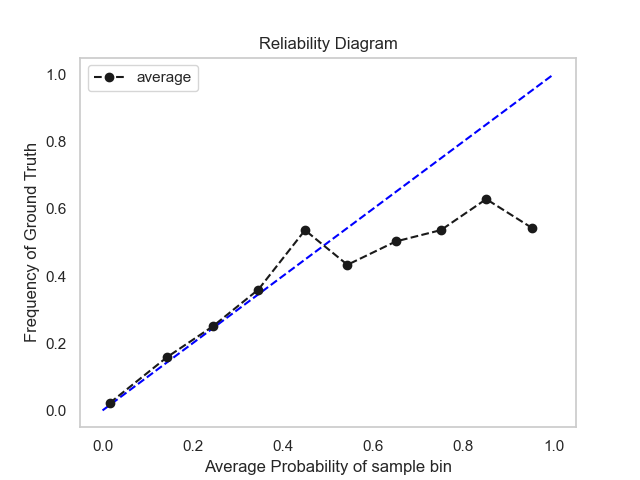 Reliability Diagram
average
Frequency of Ground Truth
1.0
0.8
0.6
0.4
0.2
0.0
0.0 0.2 0.4 0.6 0.8 1.0
Average Probability of sample bin